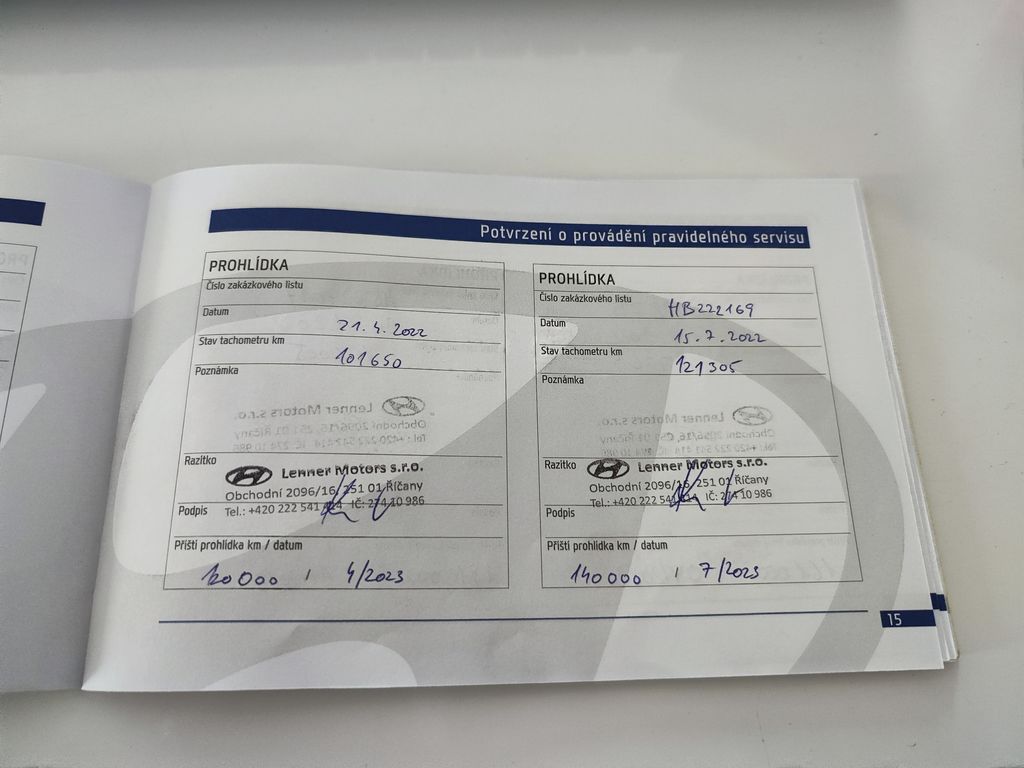 Potvrzení o provádění pravidelného servisu
PROHLÍDKA
Číslo zakázkového listu
Datum 21.4.2022
Stav tachometru km 101650
Poznámka
Razítko
Lenner Motors s.r.o.
Obchodní 2096/16, 251 01 Říčany
Tel.: +420 222 541 414 IČ: 274 10 986
Podpis
Příští prohlídka km / datum
120000 / 4/2023
PROHLÍDKA
Číslo zakázkového listu HB222169
Datum 15.7.2022
Stav tachometru km 121305
Poznámka
Razítko
Lenner Motors s.r.o.
Obchodní 2096/16, 251 01 Říčany
Tel.: +420 222 541 414 IČ: 274 10 986
Podpis
Příští prohlídka km / datum
140000 / 7/2023
15